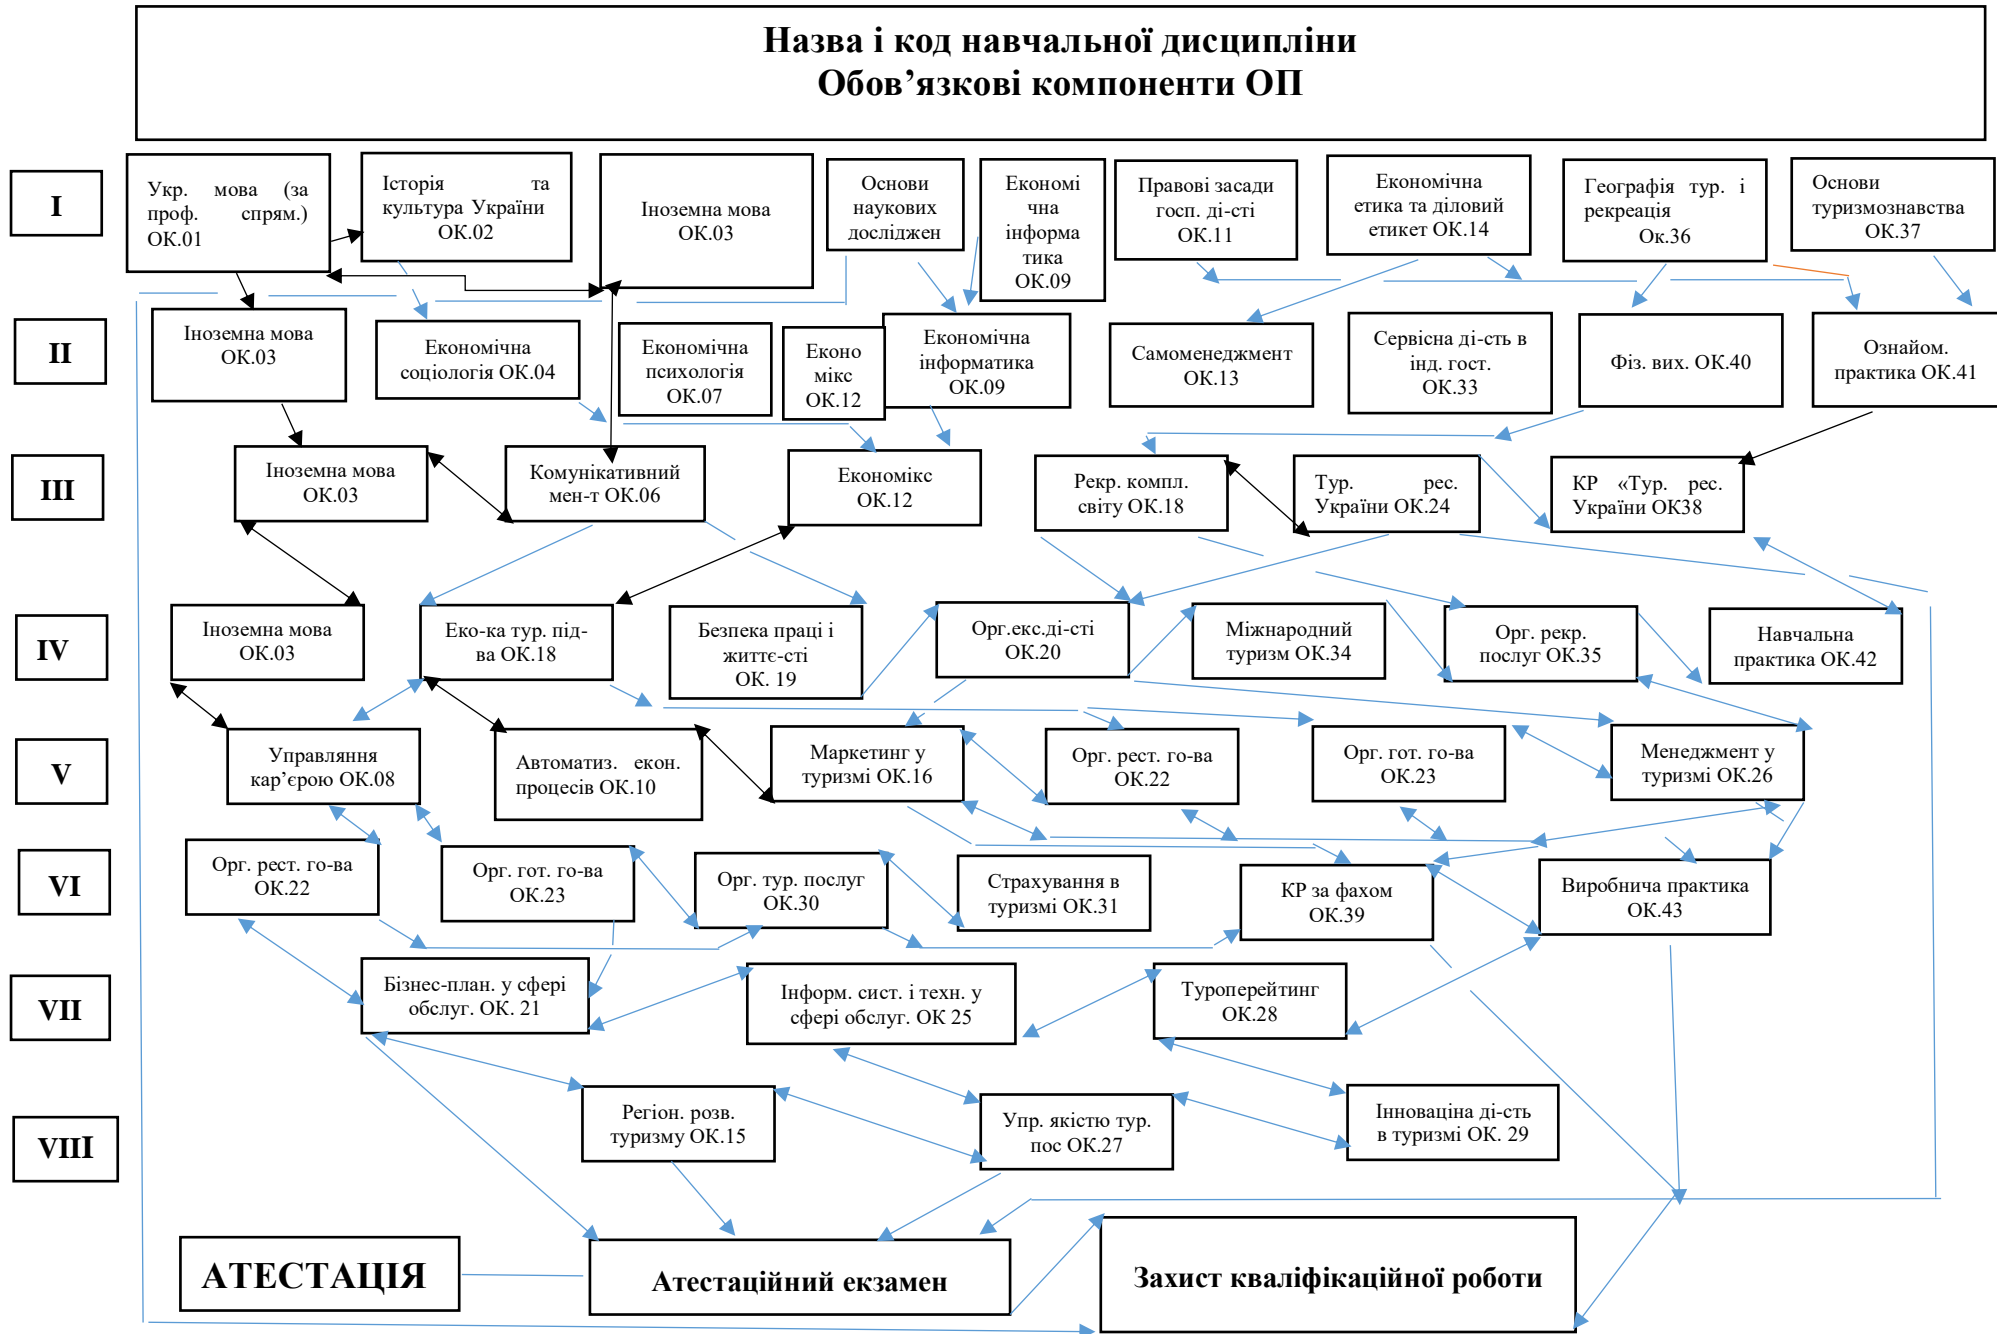 Назва і код навчальної дисципліни
Обов’язкові компоненти ОП
I
Укр. мова (за
проф. спрям.)
ОК.01
Історія та
культура України
ОК.02
Іноземна мова
ОК.03
Основи
наукових
досліджен
Економі
чна
інформа
тика
ОК.09
Правові засади
госп. ді-сті
ОК.11
Економічна
етика та діловий
етикет ОК.14
Географія тур. і
рекреація
Ок.36
Основи
туризмознавства
ОК.37
II
Іноземна мова
ОК.03
Економічна
соціологія ОК.04
Економічна
психологія
ОК.07
Еконо
мікс
ОК.12
Економічна
інформатика
ОК.09
Самоменеджмент
ОК.13
Сервісна ді-сть в
інд. гост.
ОК.33
Фіз. вих. ОК.40
Ознайом.
практика ОК.41
III
Іноземна мова
ОК.03
Комунікативний
мен-т ОК.06
Економікс
ОК.12
Рекр. компл.
світу ОК.18
Тур. рес.
України ОК.24
КР «Тур. рес.
України ОК38
IV
Іноземна мова
ОК.03
Еко-ка тур. під-
ва ОК.18
Безпека праці і
життє-сті
ОК. 19
Орг.екс.ді-сті
ОК.20
Міжнародний
туризм ОК.34
Орг. рекр.
послуг ОК.35
Навчальна
практика ОК.42
V
Управляння
кар’єрою ОК.08
Автоматиз. екон.
процесів ОК.10
Маркетинг у
туризмі ОК.16
Орг. рест. го-ва
ОК.22
Орг. гот. го-ва
ОК.23
Менеджмент у
туризмі ОК.26
VI
Орг. рест. го-ва
ОК.22
Орг. гот. го-ва
ОК.23
Орг. тур. послуг
ОК.30
Страхування в
туризмі ОК.31
КР за фахом
ОК.39
Виробнича практика
ОК.43
VII
Бізнес-план. у сфері
обслуг. ОК. 21
Інформ. сист. і техн. у
сфері обслуг. ОК 25
Туроперейтинг
ОК.28
VIII
Регіон. розв.
туризму ОК.15
Упр. якістю тур.
пос ОК.27
Інноваціна ді-сть
в туризмі ОК. 29
АТЕСТАЦІЯ
Атестаційний екзамен
Захист кваліфікаційної роботи